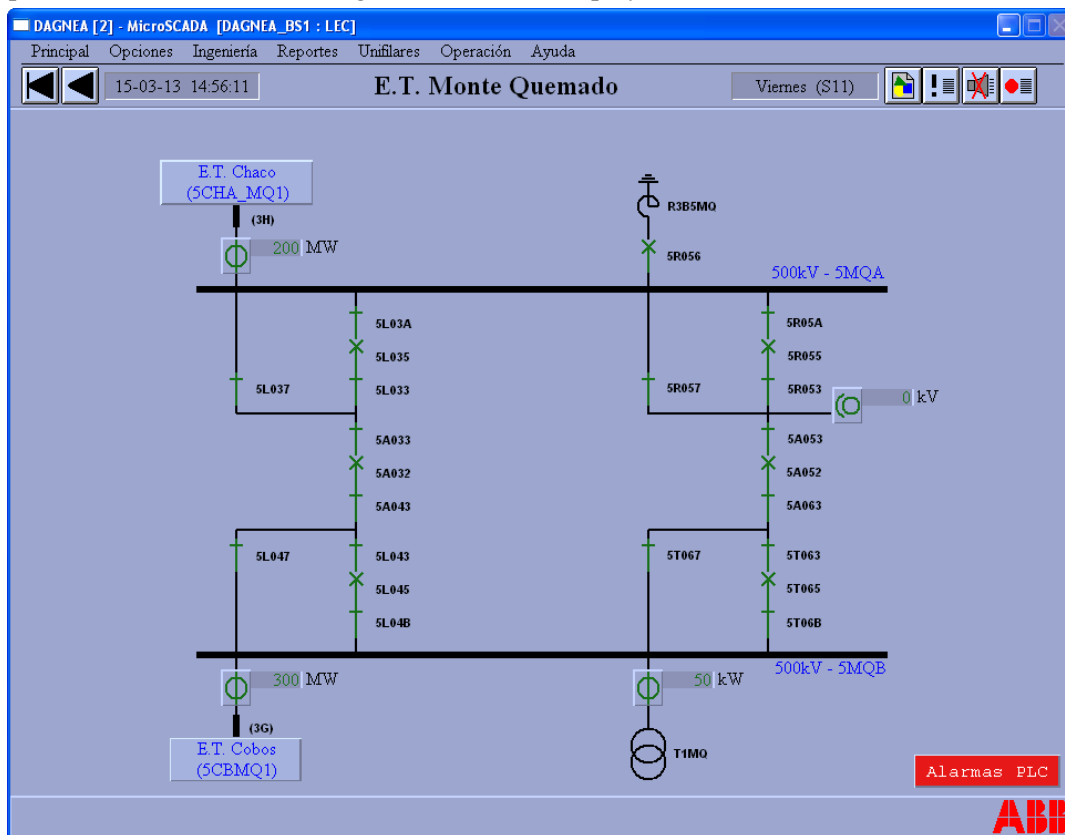 DAGNEA [2] - MicroSCADA [DAGNEA_BS1 : LEC]
Principal Opciones Ingeniería Reportes Unifilares Operación Ayuda
15-03-13 14:56:11 E.T. Monte Quemado Viernes (S11)
E.T. Chaco
(5CHA_MQ1)
(3H)
200 MW
R3B5MQ
5R056
500kV - 5MQA
5L03A
5L035
5L037
5L033
5R05A
5R055
5R057
5R053
0 kV
5A033
5A032
5A043
5A053
5A052
5A063
5L047
5L043
5L045
5L04B
5T067
5T063
5T065
5T06B
500kV - 5MQB
300 MW
50 kW
(3G)
E.T. Cobos
(5CBMQ1)
T1MQ
Alarmas PLC
ABB